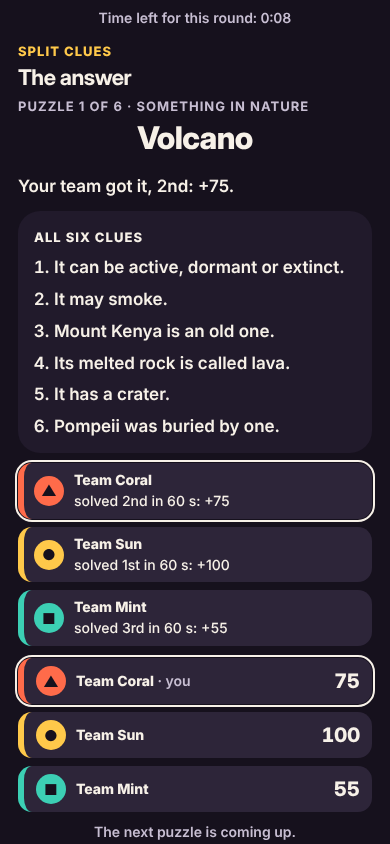 Time left for this round: 0:08
SPLIT CLUES
The answer
PUZZLE 1 OF 6 · SOMETHING IN NATURE
Volcano
Your team got it, 2nd: +75.
ALL SIX CLUES
1. It can be active, dormant or extinct.
2. It may smoke.
3. Mount Kenya is an old one.
4. Its melted rock is called lava.
5. It has a crater.
6. Pompeii was buried by one.
Team Coral
solved 2nd in 60 s: +75
Team Sun
solved 1st in 60 s: +100
Team Mint
solved 3rd in 60 s: +55
Team Coral · you 75
Team Sun 100
Team Mint 55
The next puzzle is coming up.